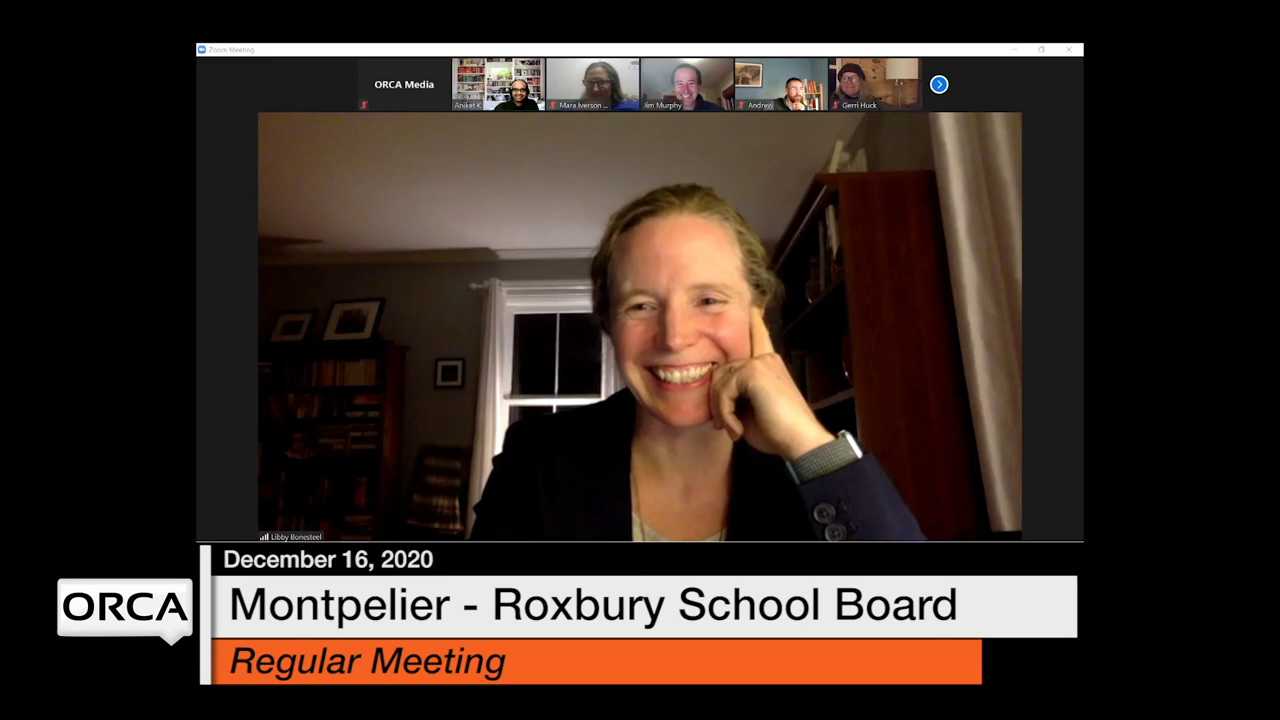 Zoom Meeting
ORCA Media
Aniket K
Mara Iverson ...
Jim Murphy
Andrew
Gerri Huck
Libby Bonesteel
December 16, 2020
ORCA
Montpelier - Roxbury School Board
Regular Meeting